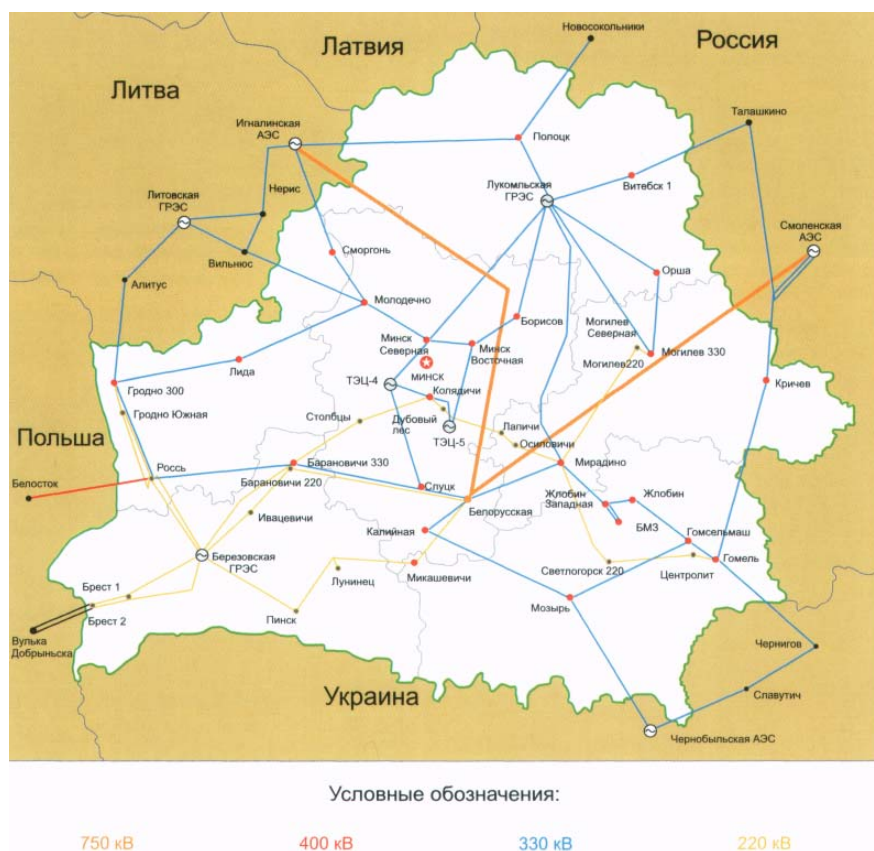 Новосокольники
Латвия
Россия
Литва
Талашкино
Игналинская
АЭС
Полоцк
Витебск 1
Лукомльская
ГРЭС
Нерис
Литовская
ГРЭС
Смоленская
АЭС
Сморгонь
Вильнюс
Орша
Алитус
Молодечно
Борисов
Могилев
Северная
Минск
Северная
Минск
Восточная
Могилев 330
Могилев220
Лида
минск
ТЭЦ-4
Гродно 300
Колядичи
Кричев
Гродно Южная
Столбцы
Дубовый
лес
Лапичи
ТЭЦ-5
Осиловичи
Польша
Россь
Барановичи 330
Мирадино
Барановичи 220
Белосток
Слуцк
Жлобин
Западная
Жлобин
Белорусская
Ивацевичи
БМЗ
Калийная
Гомсельмаш
Березовская
ГРЭС
Гомель
Светлогорск 220
Центролит
Микашевичи
Лунинец
Брест 1
Мозырь
Брест 2
Пинск
Вулька
Добрыньска
Чернигов
Украина
Славутич
Чернобыльская АЭС
Условные обозначения:
750 кВ
400 кВ
330 кВ
220 кВ